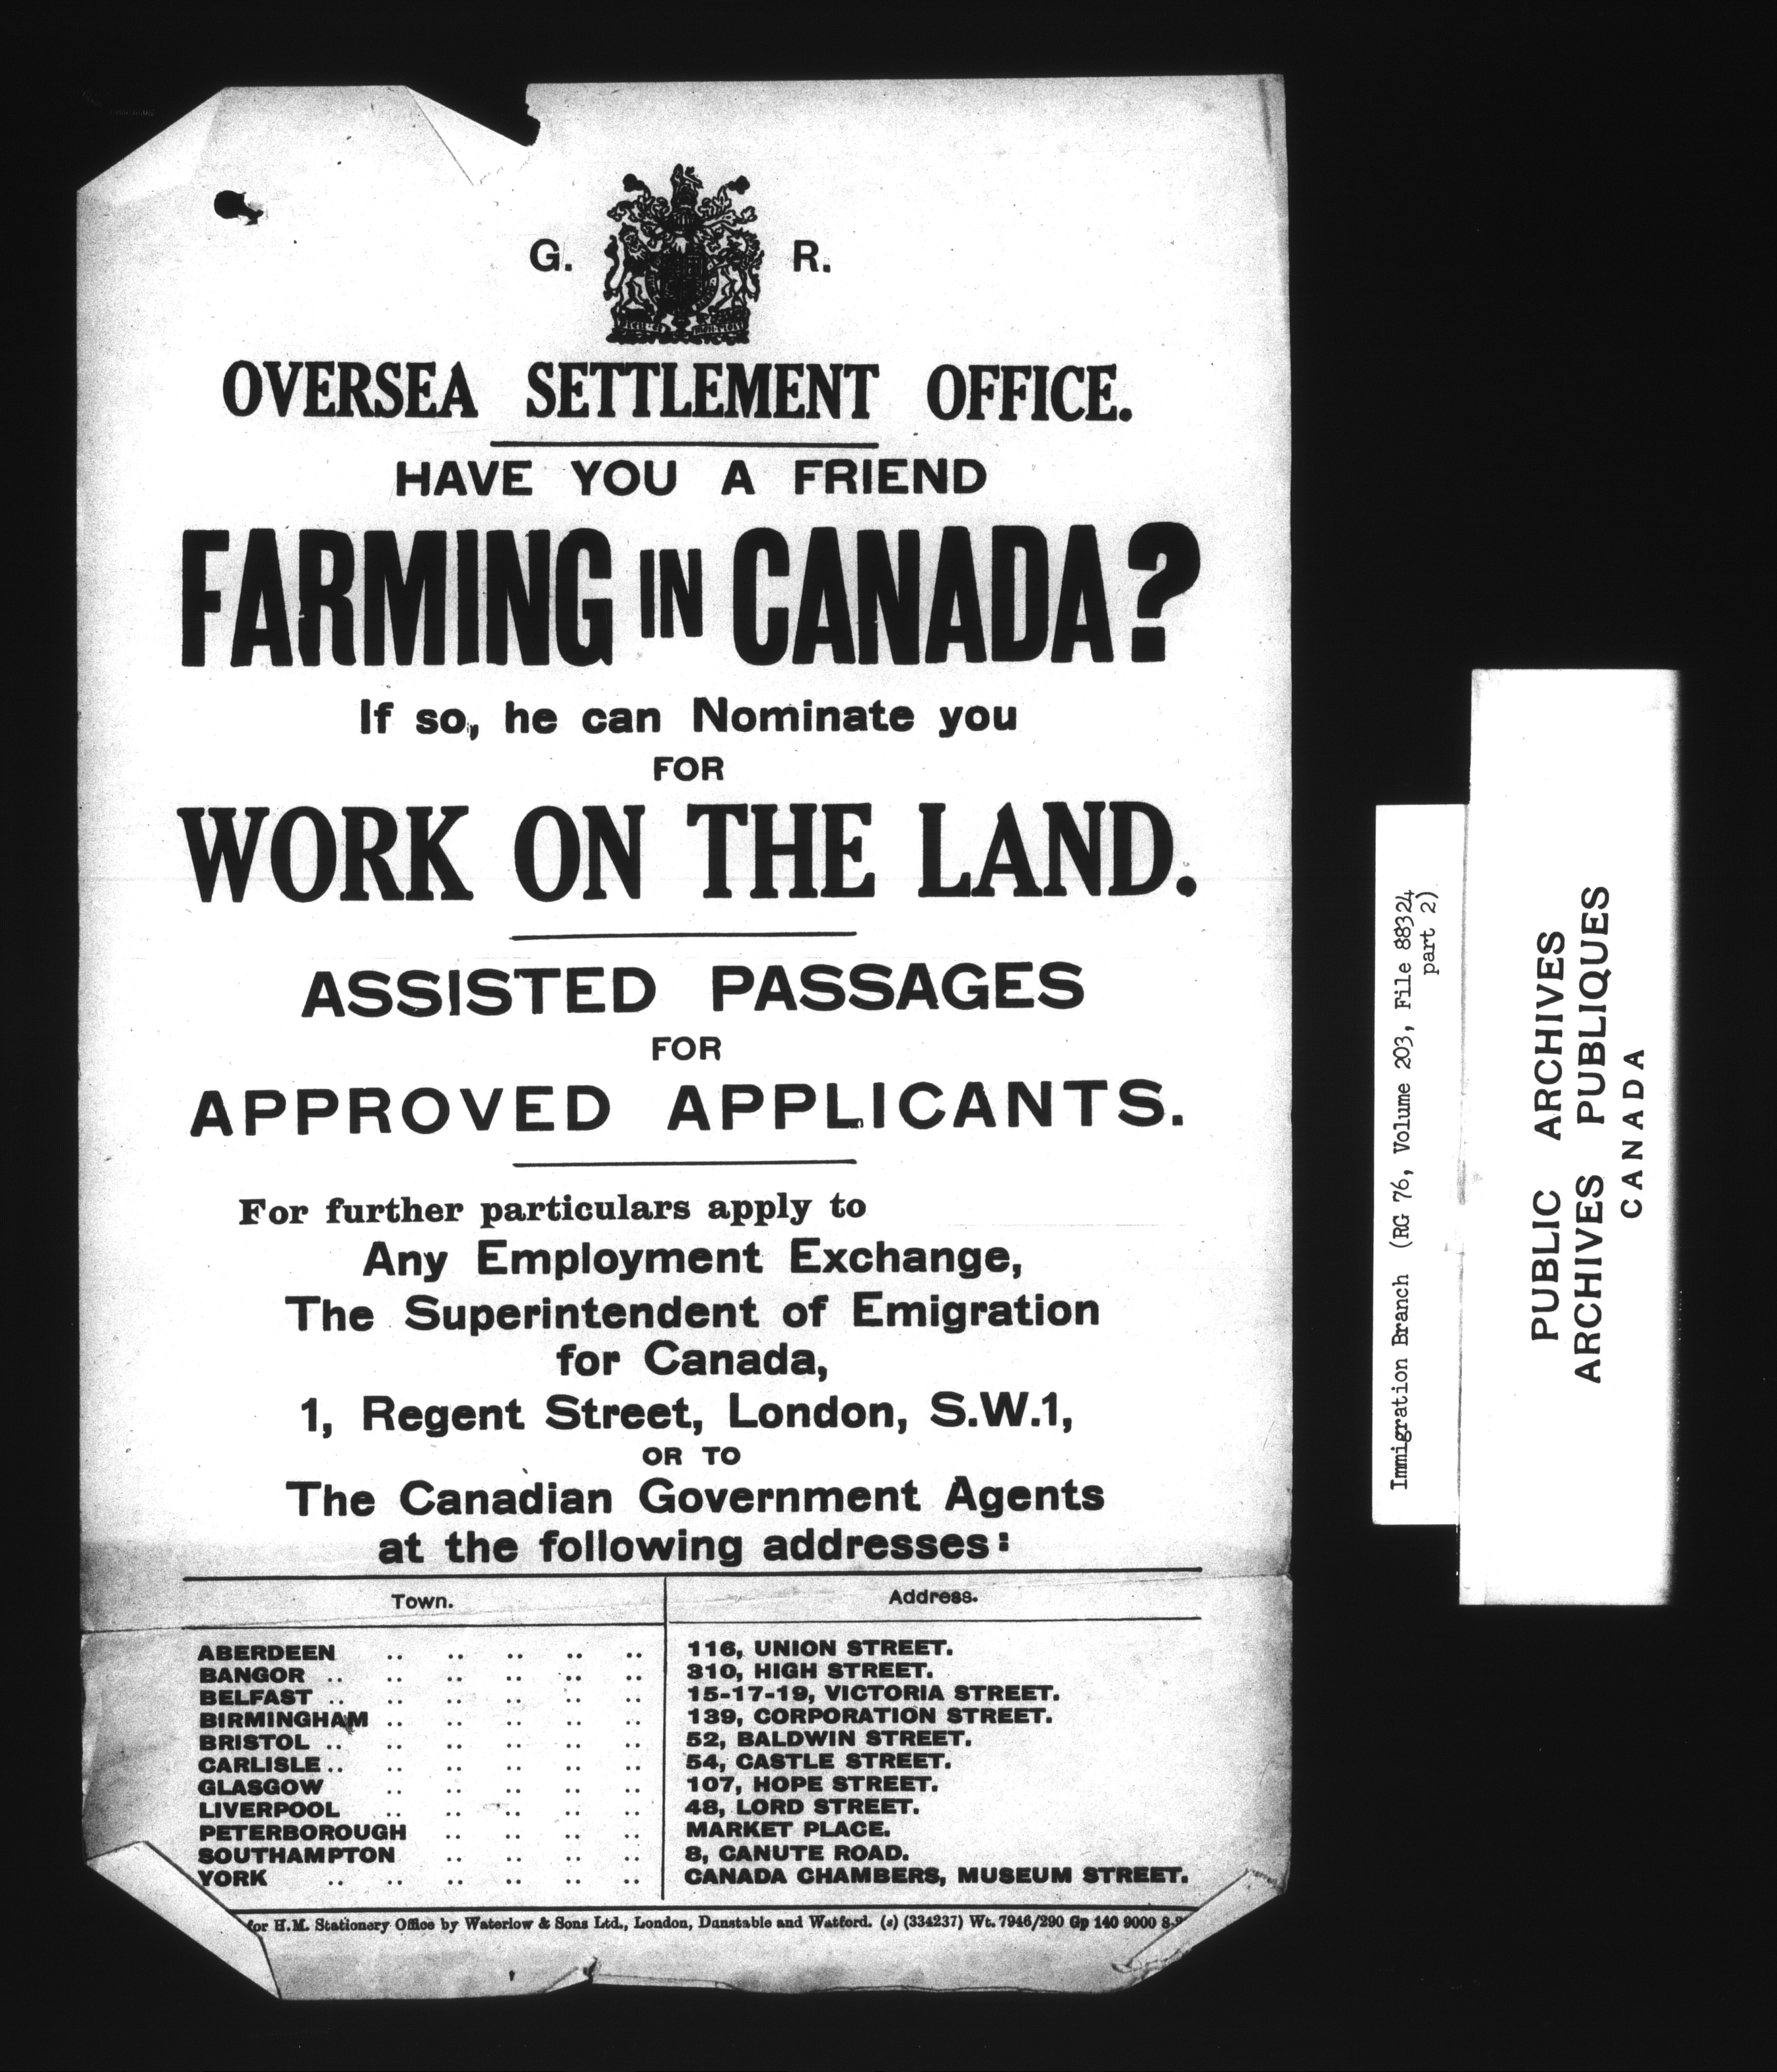 G. R.
OVERSEA SETTLEMENT OFFICE.
HAVE YOU A FRIEND
FARMING IN CANADA?
If so, he can Nominate you
FOR
WORK ON THE LAND.
ASSISTED PASSAGES
FOR
APPROVED APPLICANTS.
For further particulars apply to
Any Employment Exchange,
The Superintendent of Emigration
for Canada,
1, Regent Street, London, S.W.1,
OR TO
The Canadian Government Agents
at the following addresses:
Town. Address.
ABERDEEN .. .. .. .. .. 116, UNION STREET.
BANGOR .. .. .. .. .. .. 310, HIGH STREET.
BELFAST .. .. .. .. .. .. 15-17-19, VICTORIA STREET.
BIRMINGHAM .. .. .. .. .. 139, CORPORATION STREET.
BRISTOL .. .. .. .. .. .. 52, BALDWIN STREET.
CARLISLE .. .. .. .. .. .. 54, CASTLE STREET.
GLASGOW .. .. .. .. .. 107, HOPE STREET.
LIVERPOOL .. .. .. .. .. 48, LORD STREET.
PETERBOROUGH .. .. .. .. MARKET PLACE.
SOUTHAMPTON .. .. .. .. 8, CANUTE ROAD.
YORK .. .. .. .. .. .. CANADA CHAMBERS, MUSEUM STREET.
for H.M. Stationery Office by Waterlow & Sons Ltd., London, Dunstable and Watford. (s) (334237) Wt. 7946/290 Gp 140 9000
Immigration Branch (RG 76, Volume 203, File 88324
part 2)
PUBLIC ARCHIVES
ARCHIVES PUBLIQUES
CANADA